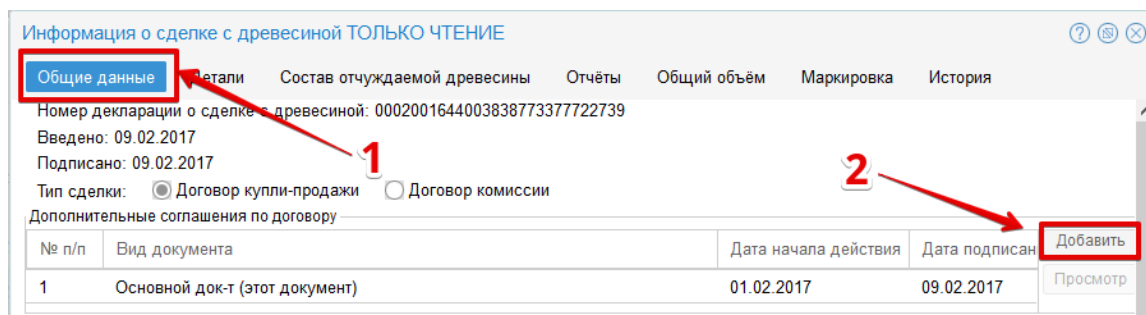 Информация о сделке с древесиной ТОЛЬКО ЧТЕНИЕ
Общие данные Детали Состав отчуждаемой древесины Отчёты Общий объём Маркировка История
Номер декларации о сделке с древесиной: 0002001644003838773377722739
Введено: 09.02.2017
Подписано: 09.02.2017
1
2
Тип сделки: Договор купли-продажи Договор комиссии
Дополнительные соглашения по договору
№ п/п Вид документа Дата начала действия Дата подписан Добавить
Просмотр
1 Основной док-т (этот документ) 01.02.2017 09.02.2017